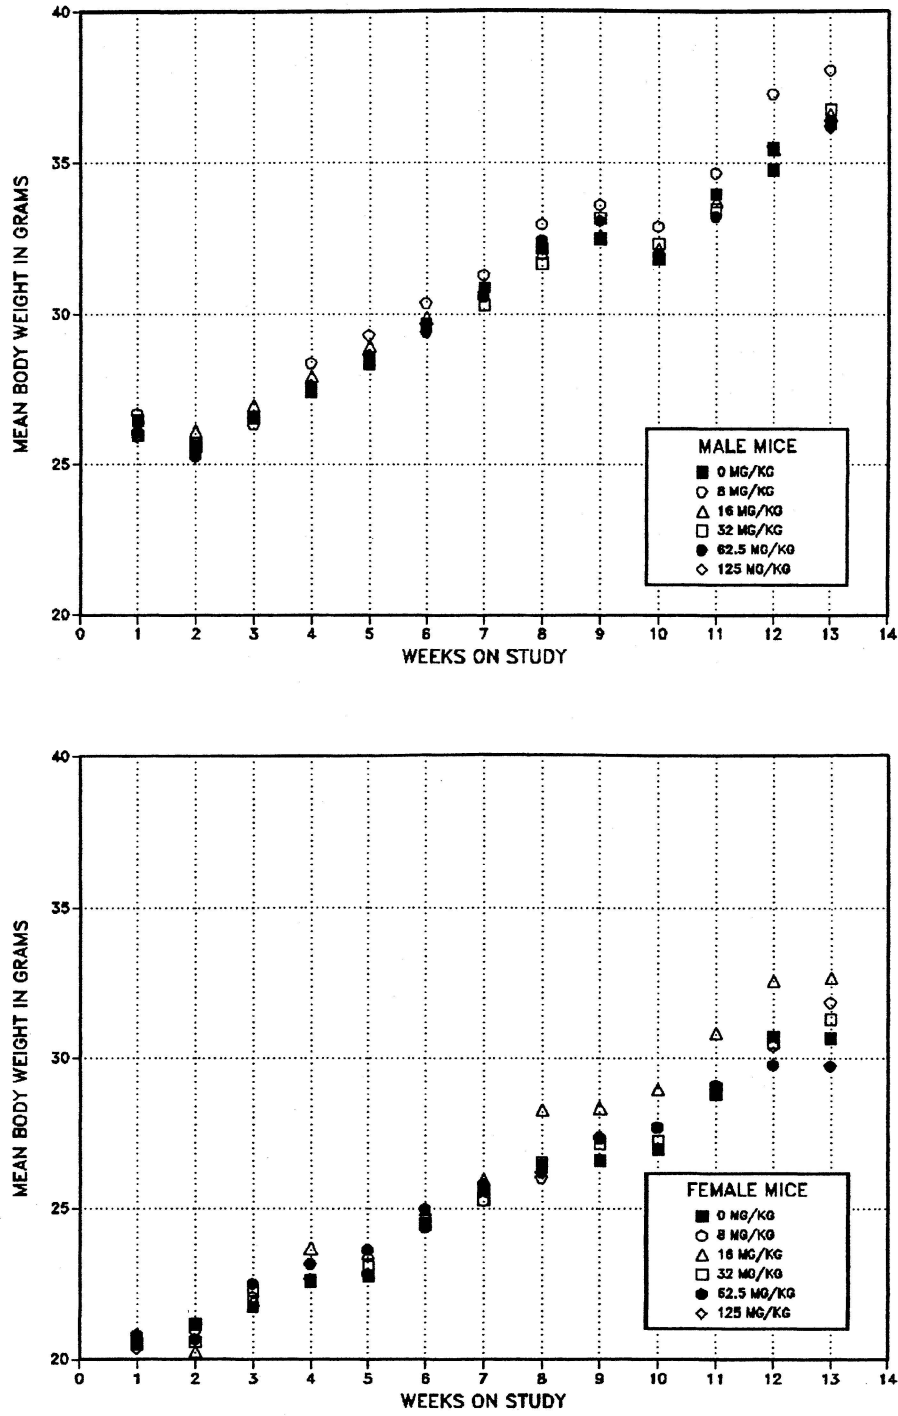 40
35
30
25
20
MEAN BODY WEIGHT IN GRAMS
MALE MICE
0 MG/KG
8 MG/KG
16 MG/KG
32 MG/KG
62.5 MG/KG
125 MG/KG
0 1 2 3 4 5 6 7 8 9 10 11 12 13 14
WEEKS ON STUDY
40
35
30
25
20
MEAN BODY WEIGHT IN GRAMS
FEMALE MICE
0 MG/KG
8 MG/KG
16 MG/KG
32 MG/KG
62.5 MG/KG
125 MG/KG
0 1 2 3 4 5 6 7 8 9 10 11 12 13 14
WEEKS ON STUDY